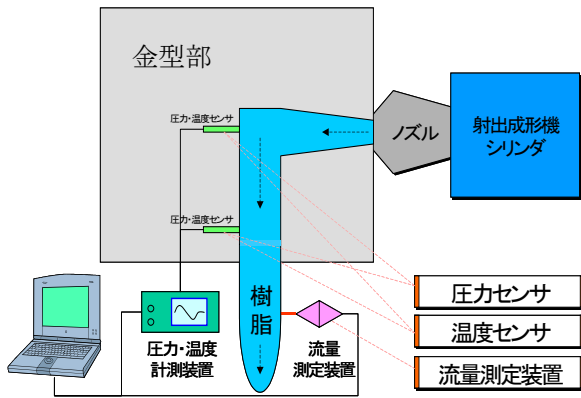 金型部
圧力・温度センサ
ノズル
射出成形機
シリンダ
圧力・温度センサ
樹
脂
圧力・温度
計測装置
流量
測定装置
圧力センサ
温度センサ
流量測定装置